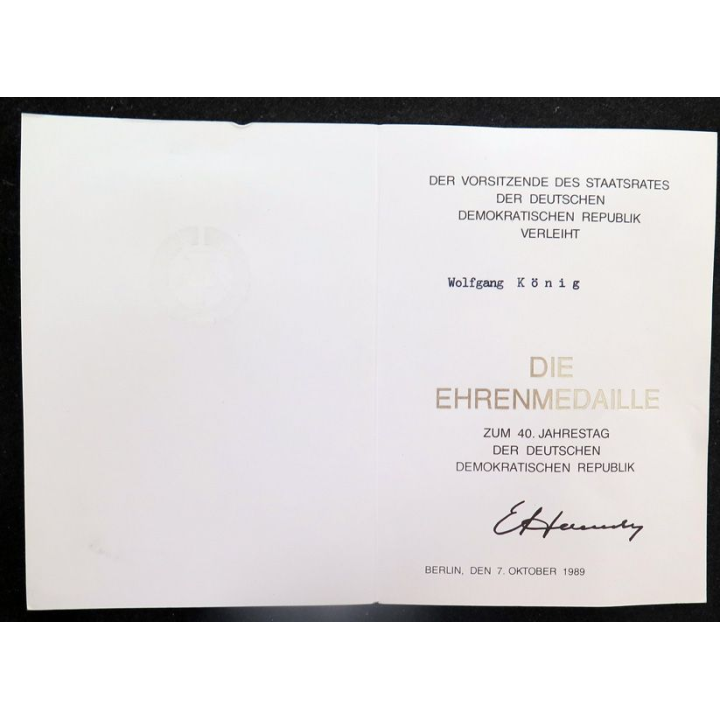 DER VORSITZENDE DES STAATSRATES
DER DEUTSCHEN
DEMOKRATISCHEN REPUBLIK
VERLEIHT
Wolfgang K ö n i g
DIE
EHRENMEDAILLE
ZUM 40. JAHRESTAG
DER DEUTSCHEN
DEMOKRATISCHEN REPUBLIK
BERLIN, DEN 7. OKTOBER 1989